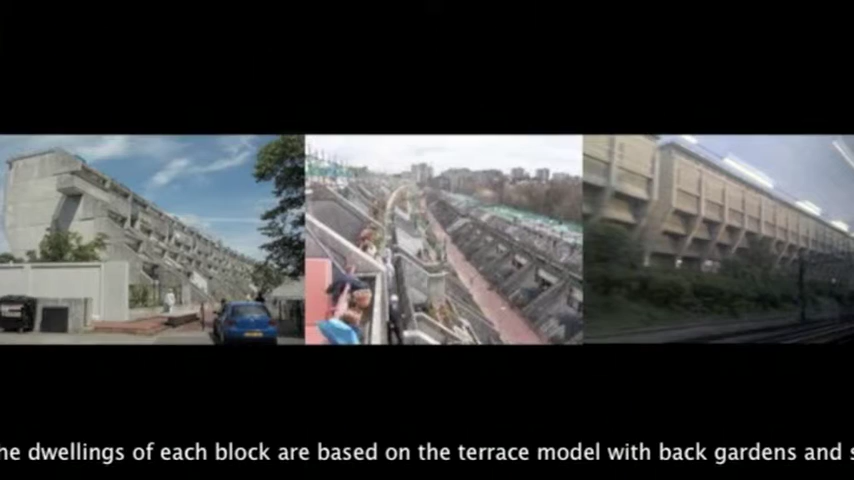 he dwellings of each block are based on the terrace model with back gardens and s